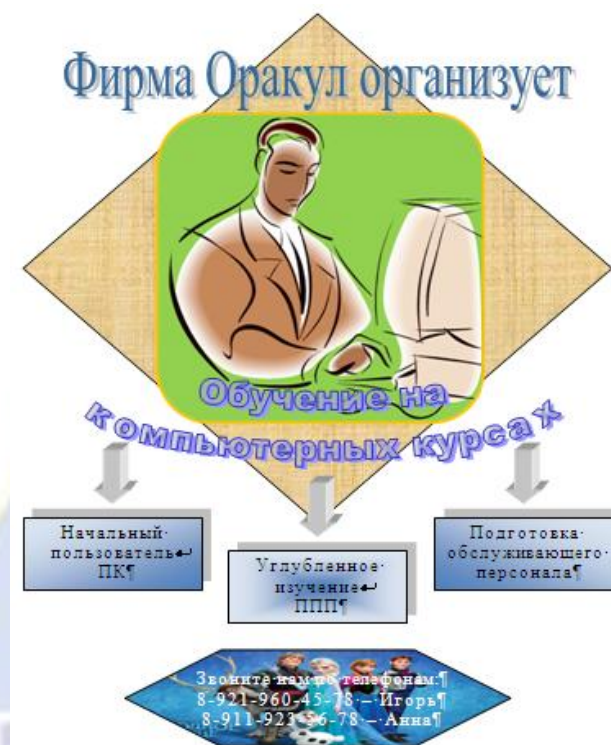 Фирма Оракул организует
Обучение на
компьютерных курсах
Начальный
пользователь
ПК
Углубленное
изучение
ППП
Подготовка
обслуживающего
персонала
Звоните нам по телефонам:
8-921-960-45-78 – Игорь
8-911-923-56-78 – Анна